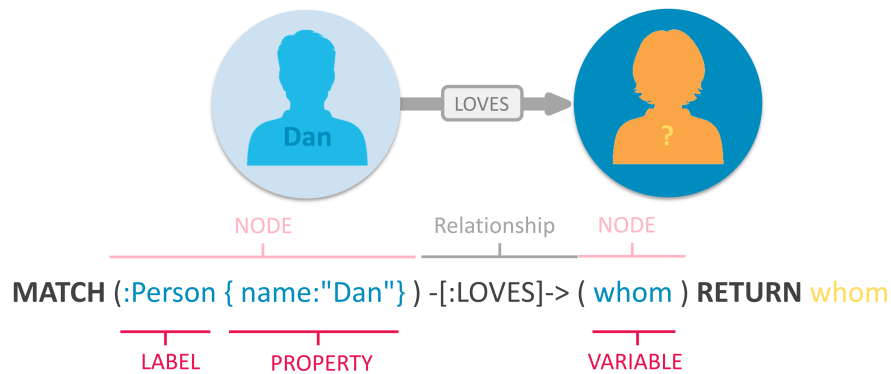 LOVES
Dan ?
NODE Relationship NODE
MATCH (:Person { name:"Dan"} ) -[:LOVES]-> ( whom ) RETURN whom
LABEL PROPERTY VARIABLE